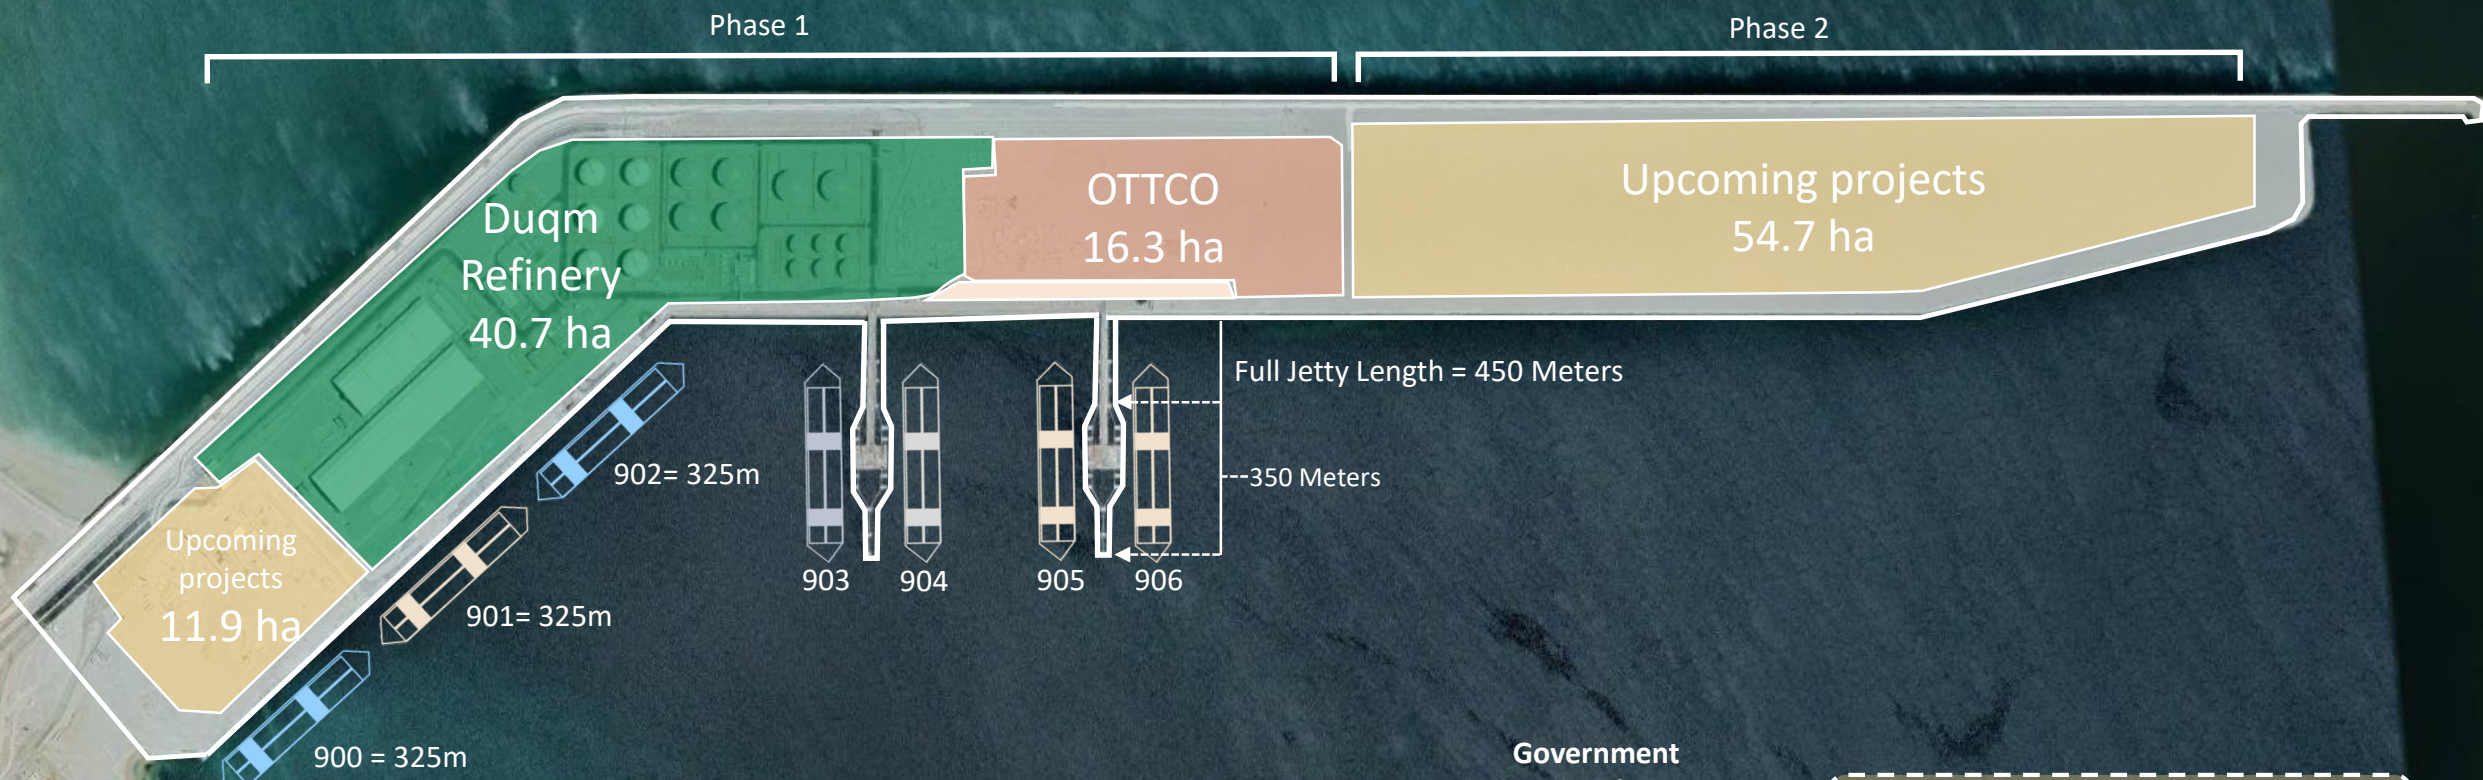 Phase 1
Phase 2
Duqm
Refinery
40.7 ha
OTTCO
16.3 ha
Upcoming projects
54.7 ha
Full Jetty Length = 450 Meters
350 Meters
902= 325m
901= 325m
900 = 325m
903
904
905
906
Upcoming
projects
11.9 ha
Government